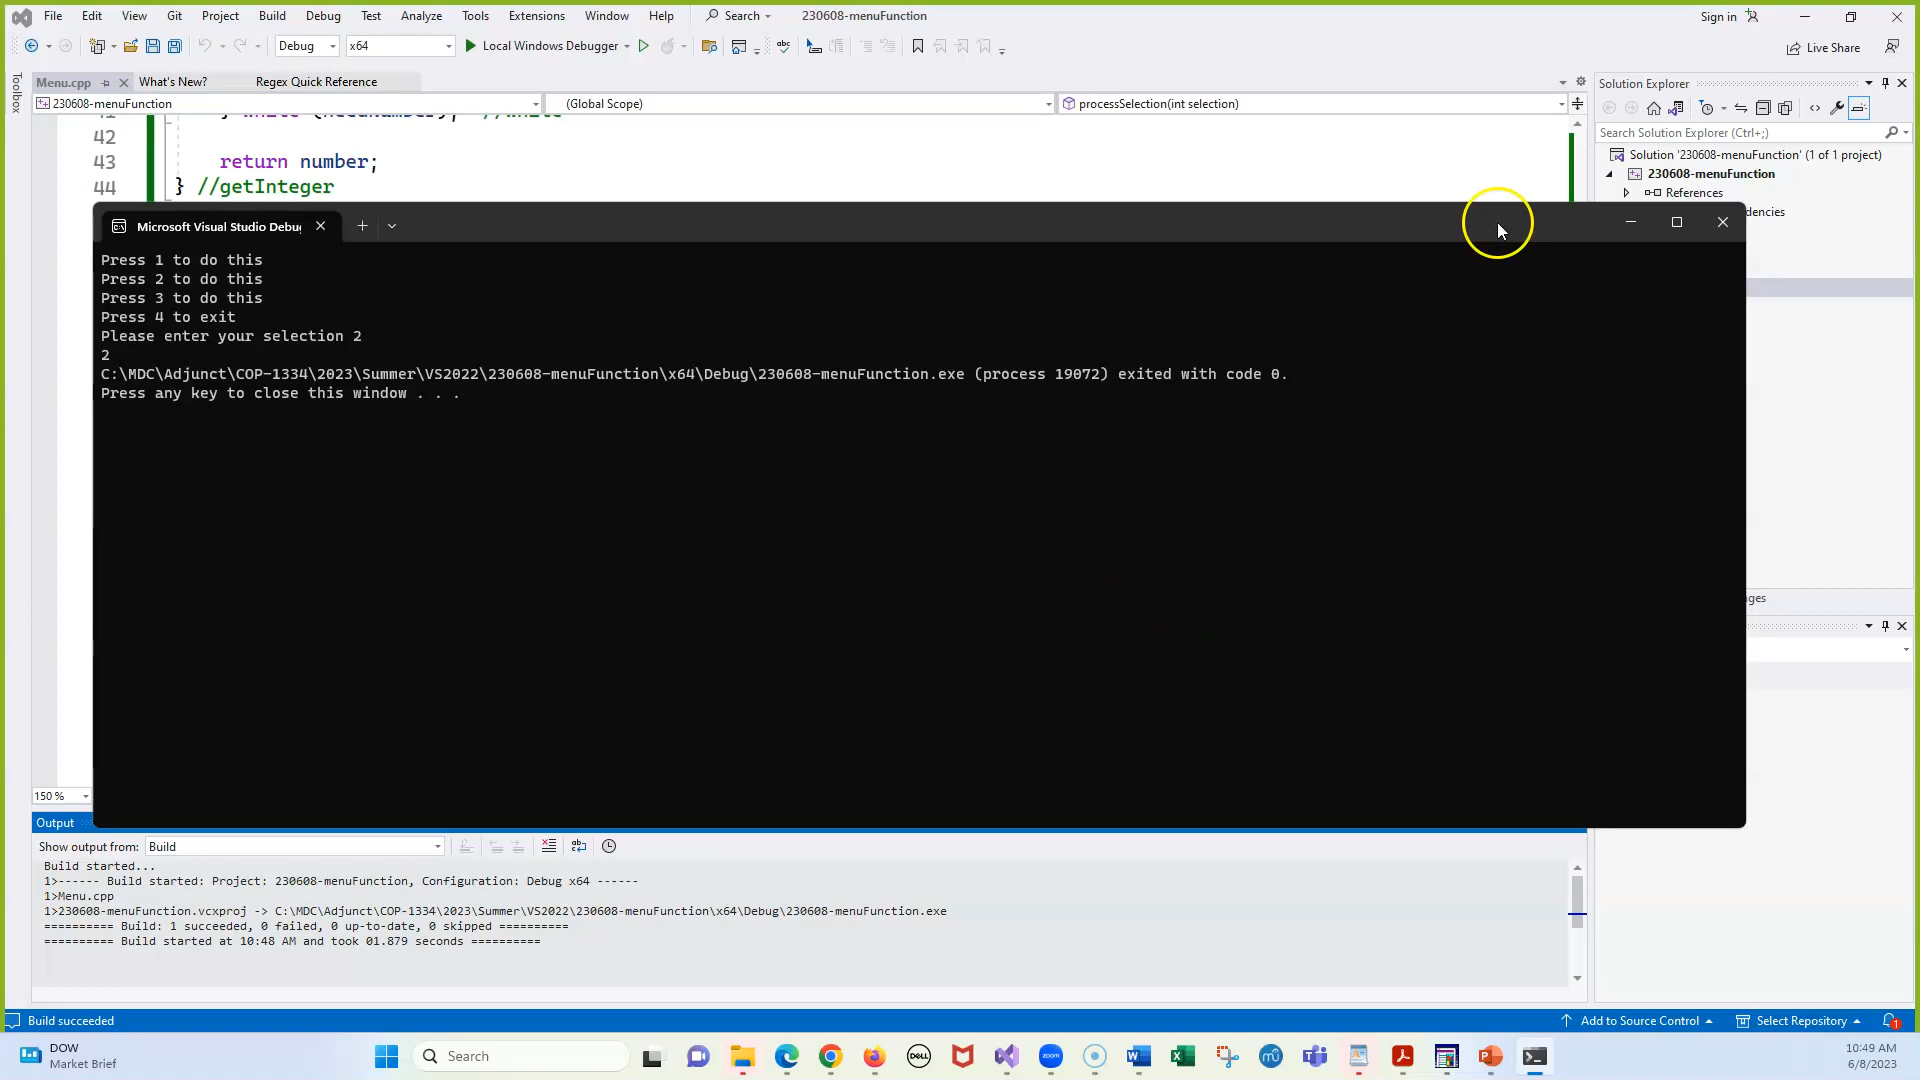 File Edit View Git Project Build Debug Test Analyze Tools Extensions Window Help Search 230608-menuFunction Sign in
Debug x64 Local Windows Debugger Live Share
Toolbox
Menu.cpp What's New? Regex Quick Reference
230608-menuFunction (Global Scope) processSelection(int selection)
42
43 return number;
44 } //getInteger
Microsoft Visual Studio Debug
Press 1 to do this
Press 2 to do this
Press 3 to do this
Press 4 to exit
Please enter your selection 2
2
C:\MDC\Adjunct\COP-1334\2023\Summer\VS2022\230608-menuFunction\x64\Debug\230608-menuFunction.exe (process 19072) exited with code 0.
Press any key to close this window . . .
Solution Explorer
Search Solution Explorer (Ctrl+;)
Solution '230608-menuFunction' (1 of 1 project)
230608-menuFunction
References
dencies
ges
150 %
Output
Show output from: Build
Build started...
1>------ Build started: Project: 230608-menuFunction, Configuration: Debug x64 ------
1>Menu.cpp
1>230608-menuFunction.vcxproj -> C:\MDC\Adjunct\COP-1334\2023\Summer\VS2022\230608-menuFunction\x64\Debug\230608-menuFunction.exe
========== Build: 1 succeeded, 0 failed, 0 up-to-date, 0 skipped ==========
========== Build started at 10:48 AM and took 01.879 seconds ==========
Build succeeded Add to Source Control Select Repository 1
DOW
Market Brief
Search
DELL
zoom
10:49 AM
6/8/2023